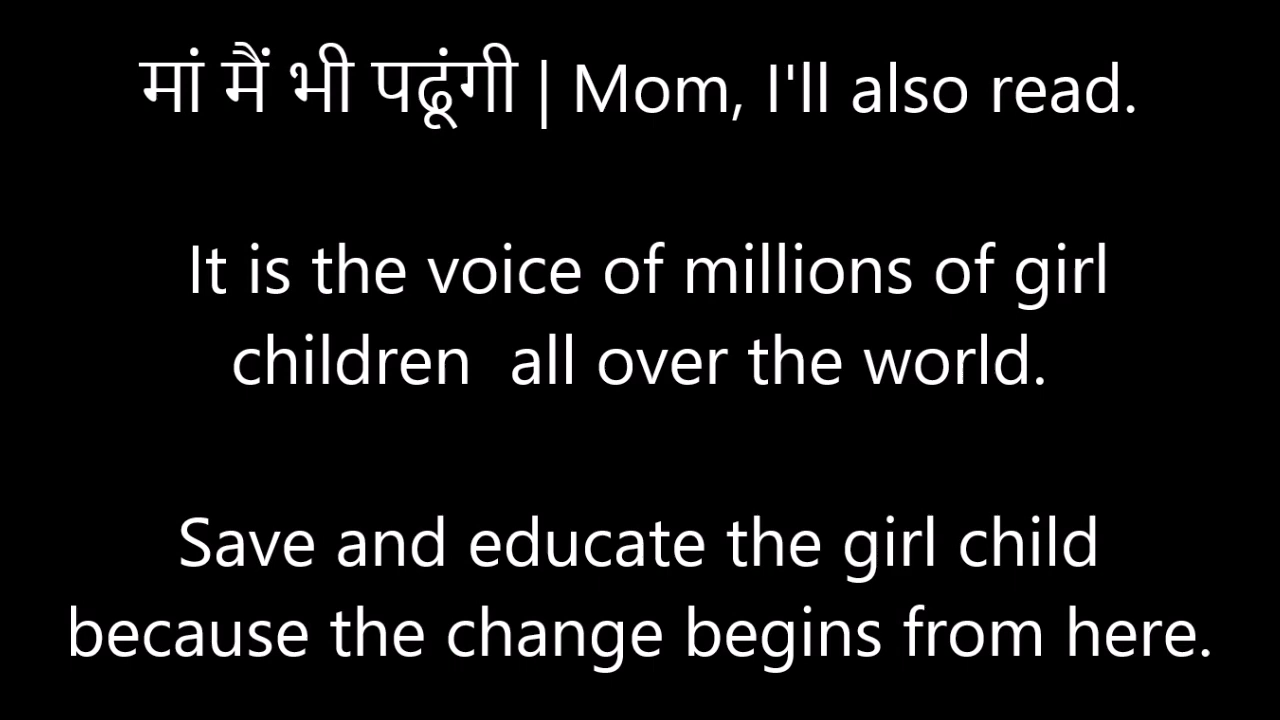 मां मैं भी पढूंगी | Mom, I'll also read.
It is the voice of millions of girl
children  all over the world.
Save and educate the girl child
because the change begins from here.